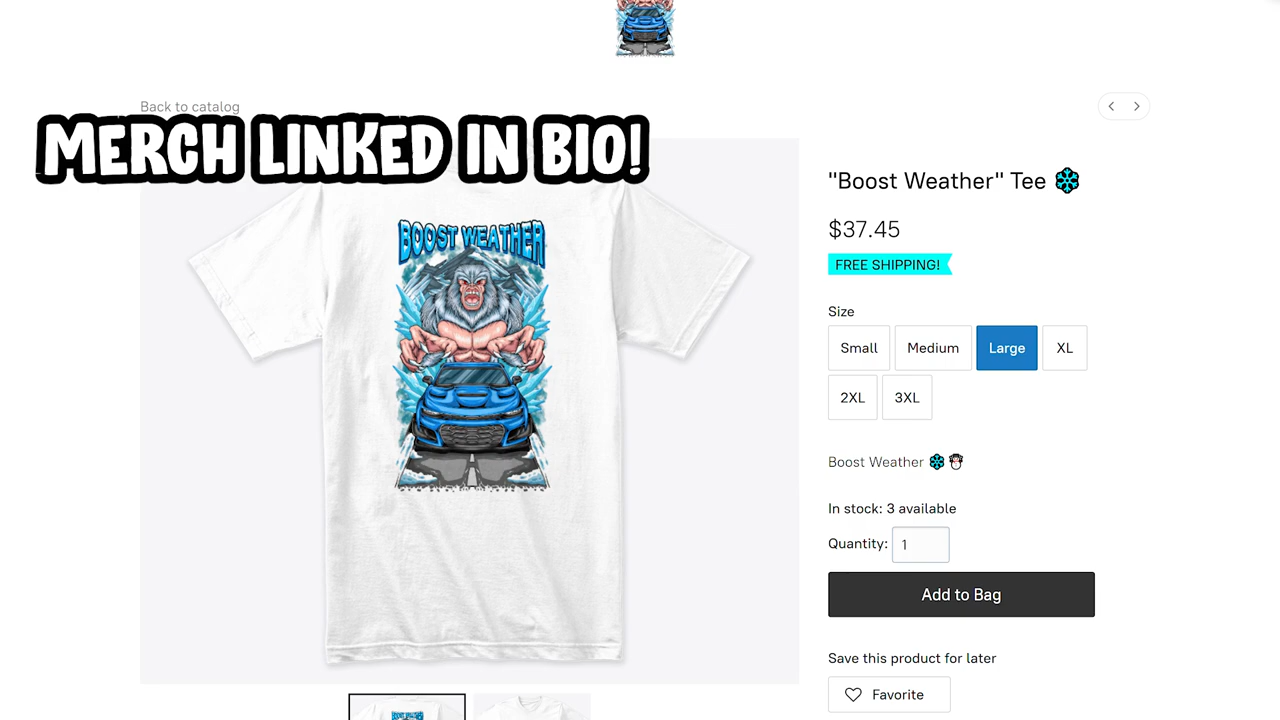 Back to catalog
MERCH LINKED IN BIO!
BOOST WEATHER
"Boost Weather" Tee
$37.45
FREE SHIPPING!
Size
Small
Medium
Large
XL
2XL
3XL
Boost Weather
In stock: 3 available
Quantity: 1
Add to Bag
Save this product for later
Favorite